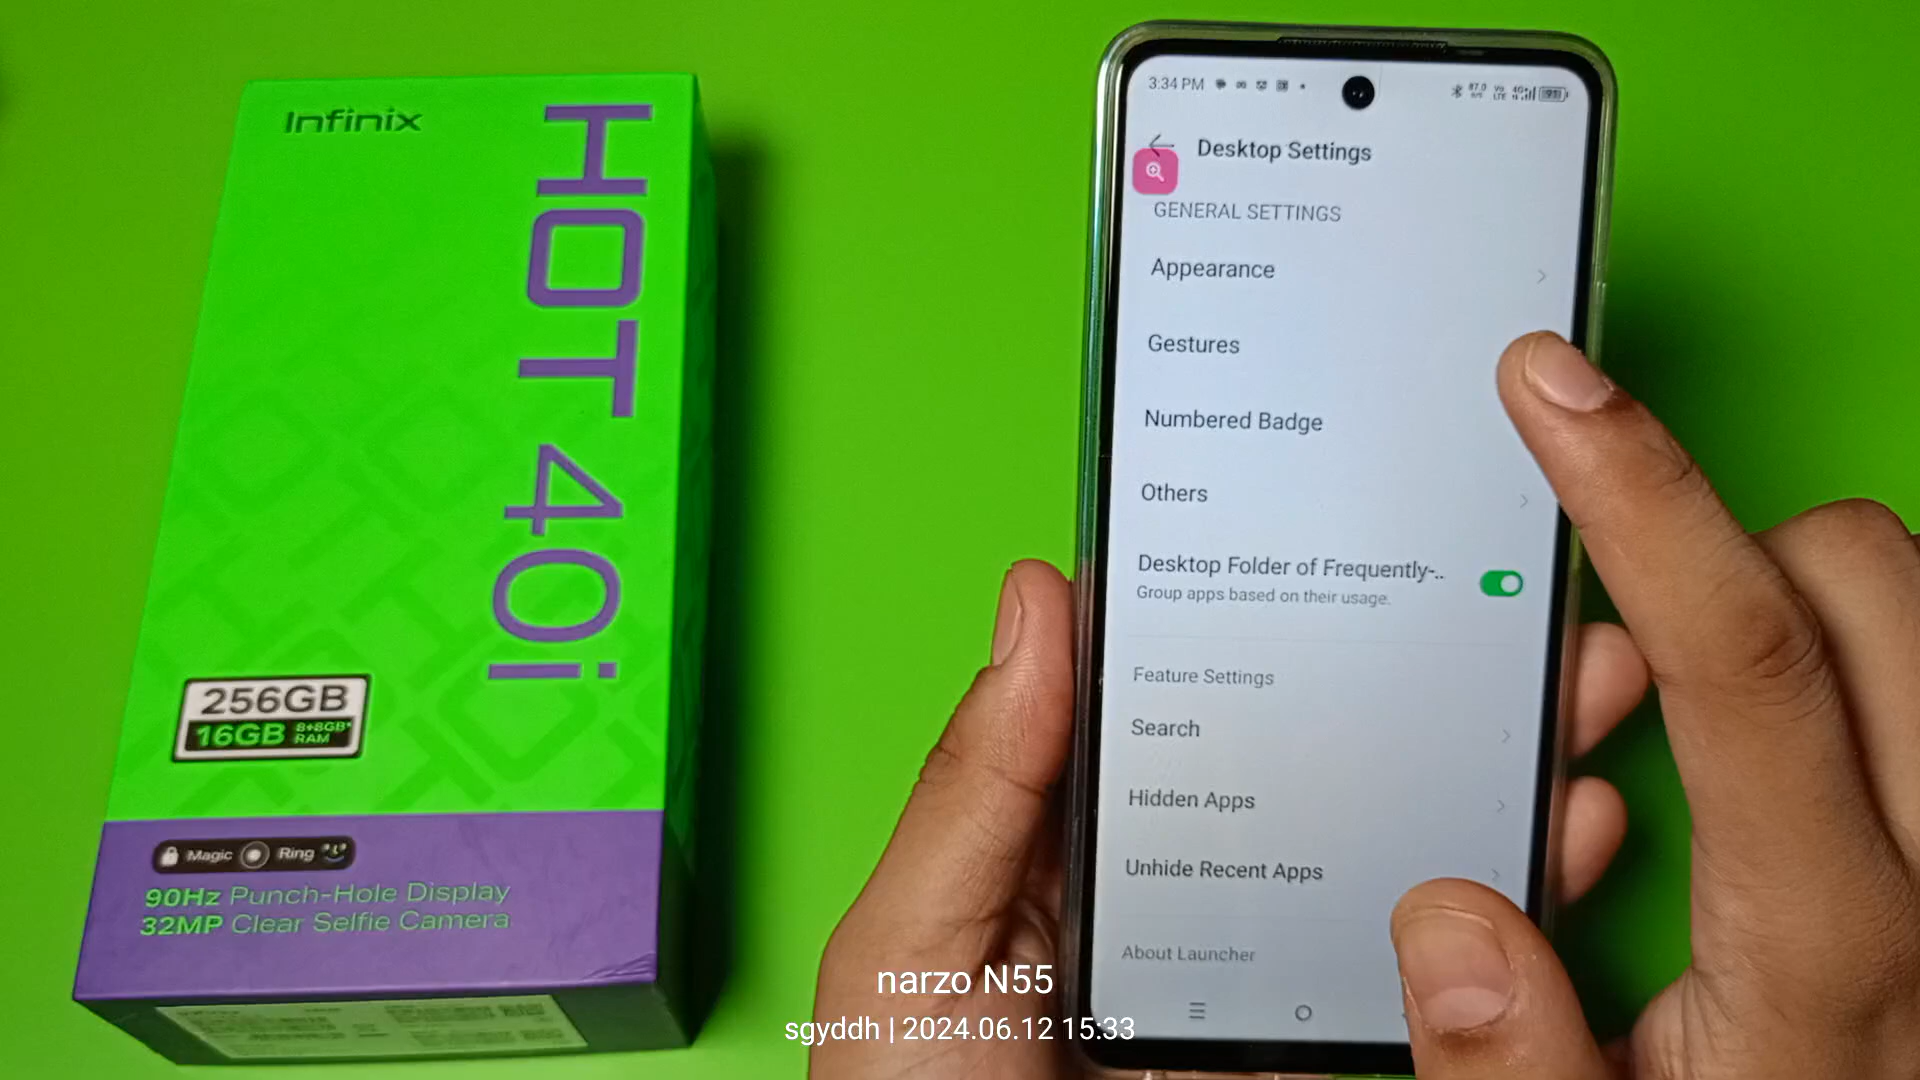 Infinix
HOT 40i
256GB
16GB 8+8GB*
RAM
Magic Ring
90Hz Punch-Hole Display
32MP Clear Selfie Camera
3:34 PM
Desktop Settings
GENERAL SETTINGS
Appearance
Gestures
Numbered Badge
Others
Desktop Folder of Frequently-..
Group apps based on their usage.
Feature Settings
Search
Hidden Apps
Unhide Recent Apps
About Launcher
narzo N55
sgyddh | 2024.06.12 15:33